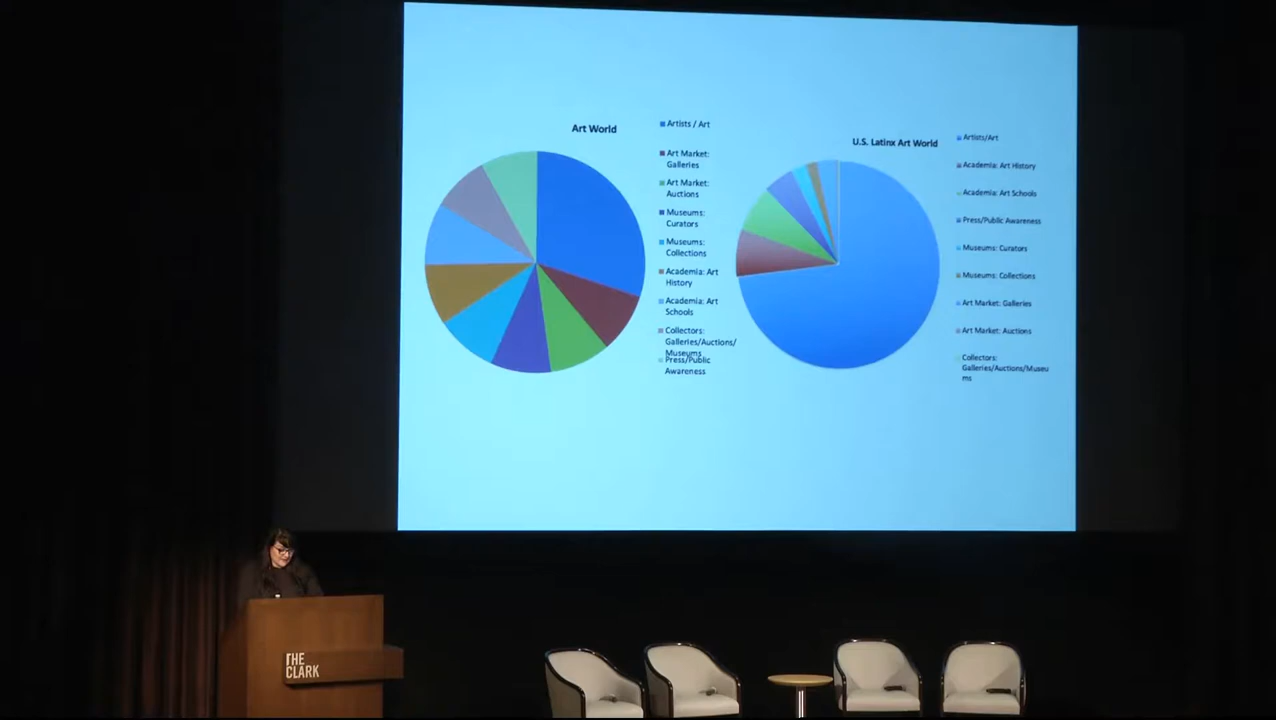 Art World
Artists / Art
Art Market:
Galleries
Art Market:
Auctions
Museums:
Curators
Museums:
Collections
Academia: Art
History
Academia: Art
Schools
Collectors:
Galleries/Auctions/
Museums
Press/Public
Awareness
U.S. Latinx Art World
Artists/Art
Academia: Art History
Academia: Art Schools
Press/Public Awareness
Museums: Curators
Museums: Collections
Art Market: Galleries
Art Market: Auctions
Collectors:
Galleries/Auctions/Museu
ms
THE
CLARK